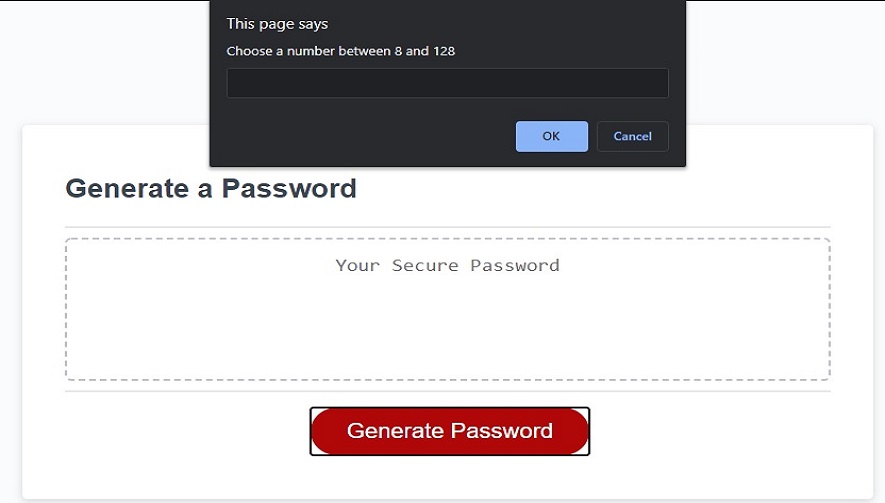 This page says
Choose a number between 8 and 128
OK
Cancel
Generate a Password
Your Secure Password
Generate Password